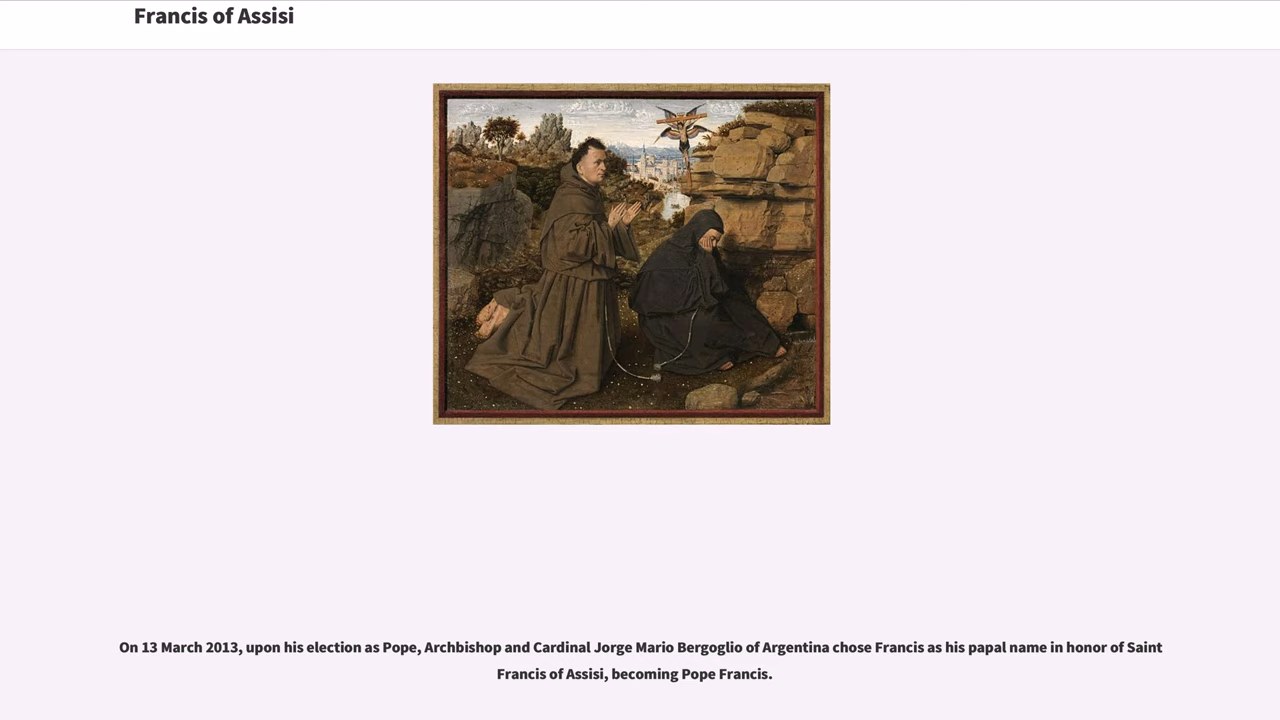 Francis of Assisi
On 13 March 2013, upon his election as Pope, Archbishop and Cardinal Jorge Mario Bergoglio of Argentina chose Francis as his papal name in honor of Saint
Francis of Assisi, becoming Pope Francis.